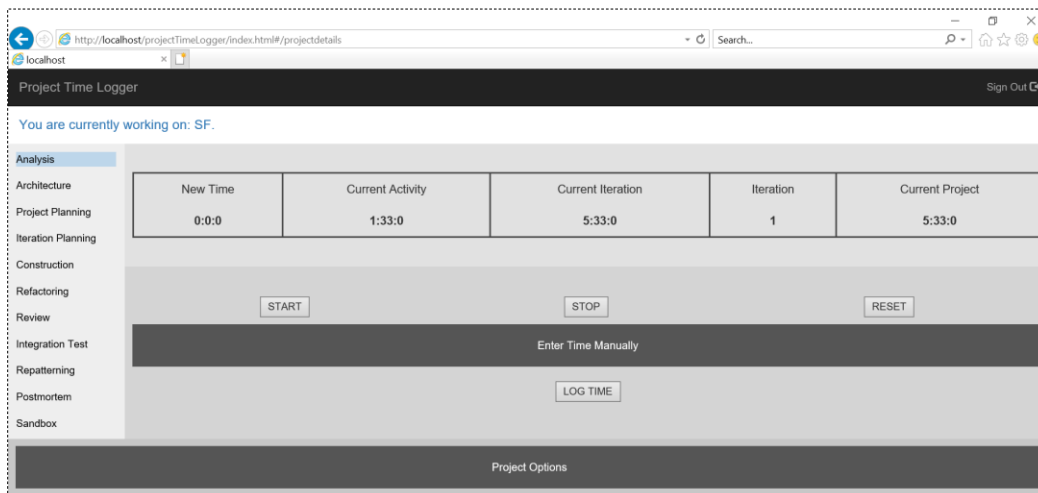 http://localhost/projectTimeLogger/index.html#/projectdetails
Search...
localhost
Project Time Logger
Sign Out
You are currently working on: SF.
Analysis
Architecture
Project Planning
Iteration Planning
Construction
Refactoring
Review
Integration Test
Repatterning
Postmortem
Sandbox
New Time Current Activity Current Iteration Iteration Current Project
0:0:0 1:33:0 5:33:0 1 5:33:0
START STOP RESET
Enter Time Manually
LOG TIME
Project Options